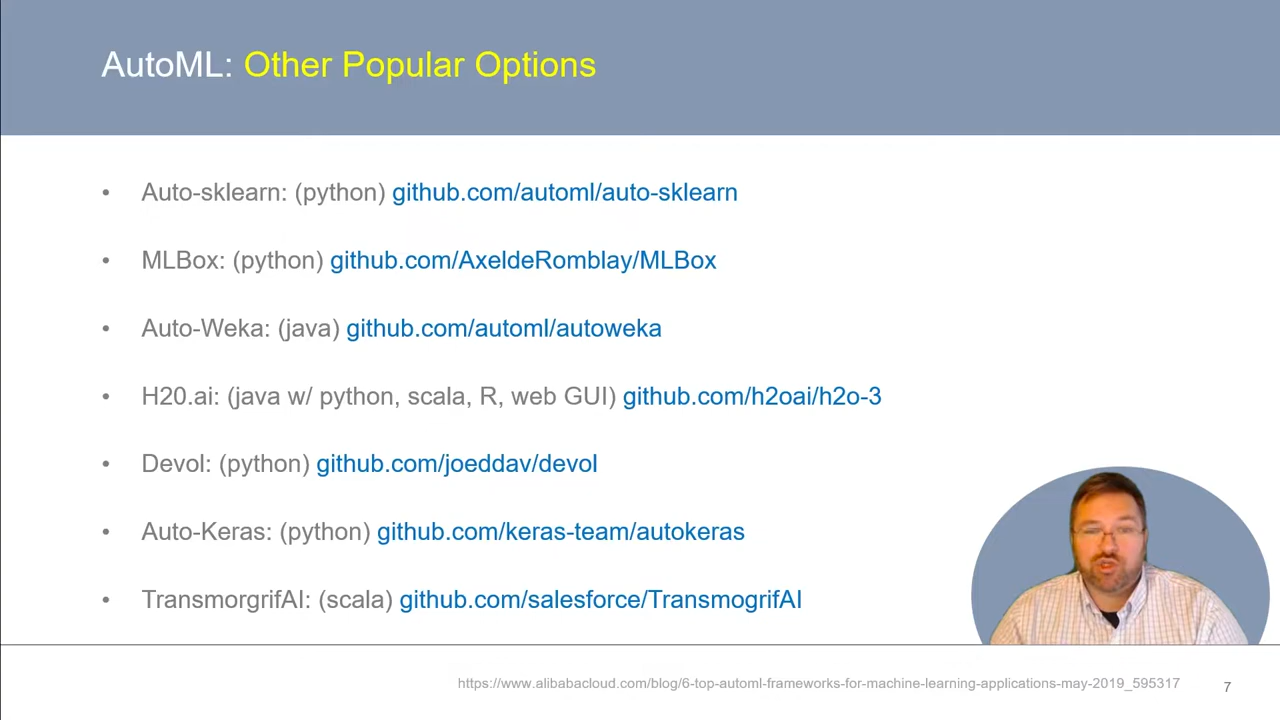 AutoML: Other Popular Options
• Auto-sklearn: (python) github.com/automl/auto-sklearn
• MLBox: (python) github.com/AxeldeRomblay/MLBox
• Auto-Weka: (java) github.com/automl/autoweka
• H20.ai: (java w/ python, scala, R, web GUI) github.com/h2oai/h2o-3
• Devol: (python) github.com/joeddav/devol
• Auto-Keras: (python) github.com/keras-team/autokeras
• TransmorgrifAI: (scala) github.com/salesforce/TransmogrifAI
https://www.alibabacloud.com/blog/6-top-automl-frameworks-for-machine-learning-applications-may-2019_595317
7